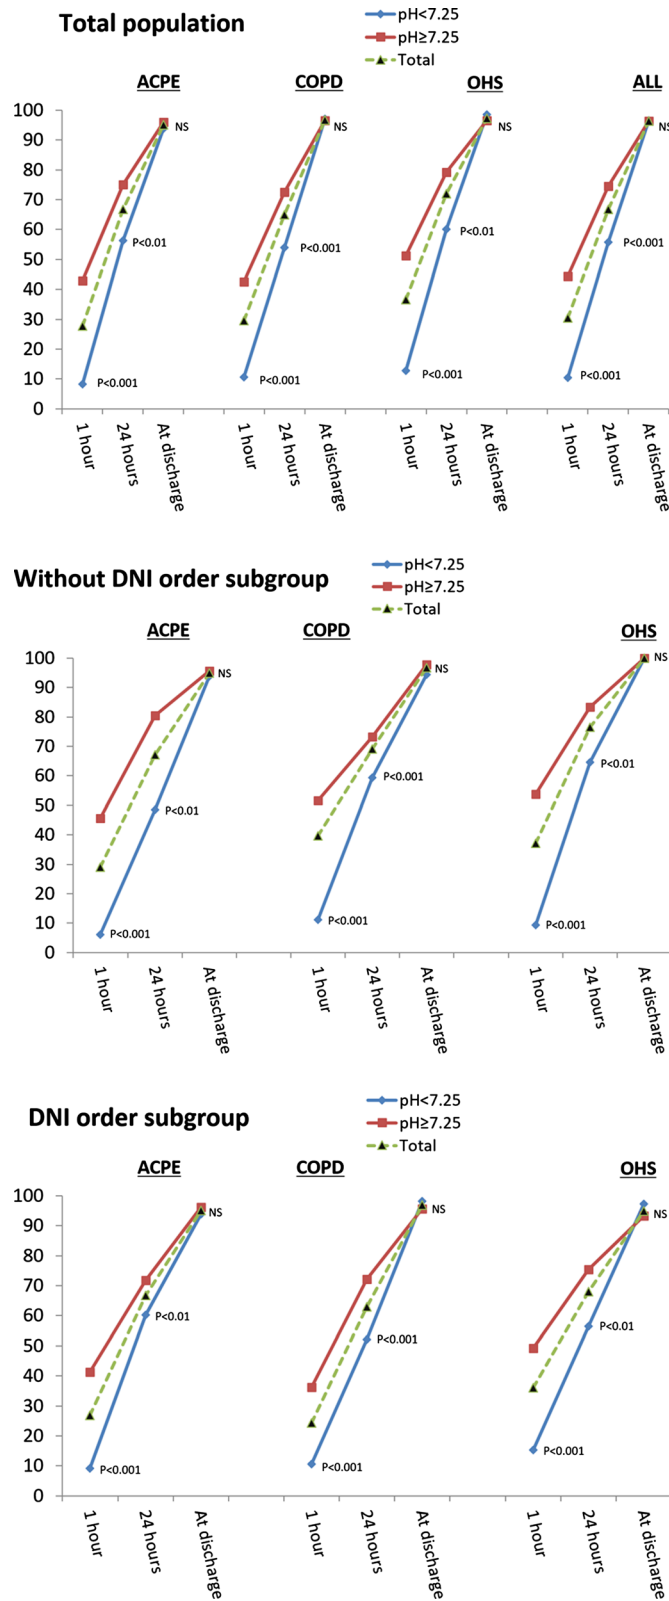 Total population
pH<7.25
pH≥7.25
Total
ACPE COPD OHS ALL
100
90
80
70
60
50
40
30
20
10
0
NS NS NS NS
P<0.01 P<0.001 P<0.01 P<0.001
P<0.001 P<0.001 P<0.001 P<0.001
1 hour 24 hours At discharge 1 hour 24 hours At discharge 1 hour 24 hours At discharge 1 hour 24 hours At discharge
Without DNI order subgroup
pH<7.25
pH≥7.25
Total
ACPE COPD OHS
100
90
80
70
60
50
40
30
20
10
0
NS NS NS
P<0.01 P<0.001 P<0.01
P<0.001 P<0.001 P<0.001
1 hour 24 hours At discharge 1 hour 24 hours At discharge 1 hour 24 hours At discharge
DNI order subgroup
pH<7.25
pH≥7.25
Total
ACPE COPD OHS
100
90
80
70
60
50
40
30
20
10
0
NS NS NS
P<0.01 P<0.001 P<0.01
P<0.001 P<0.001 P<0.001
1 hour 24 hours At discharge 1 hour 24 hours At discharge 1 hour 24 hours At discharge